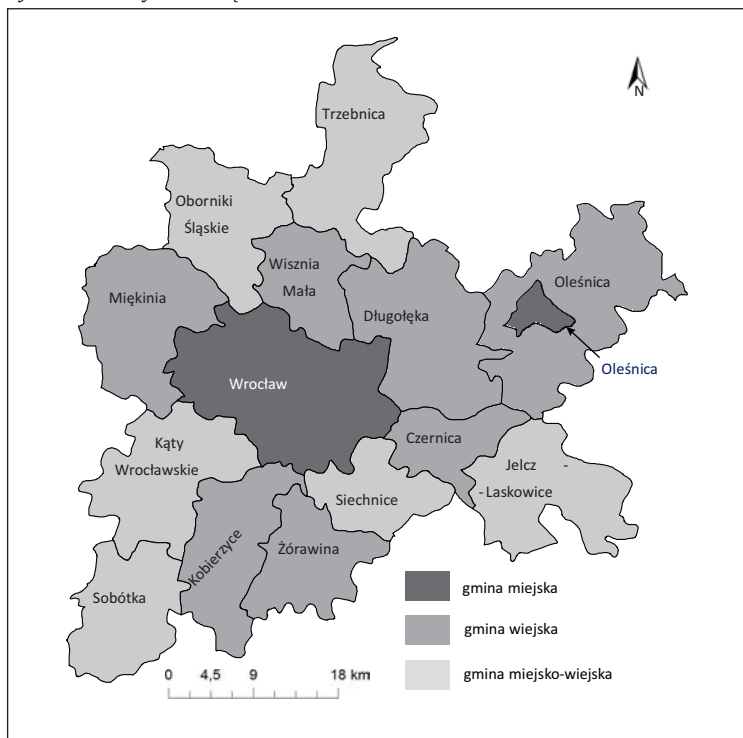 Trzebnica
N
Oborniki
Śląskie
Wisznia
Mała
Miękinia
Oleśnica
Długołęka
Oleśnica
Wrocław
Czernica
Kąty
Wrocławskie
Jelcz -
- Laskowice
Siechnice
Kobierzyce
Żórawina
Sobótka
gmina miejska
gmina wiejska
gmina miejsko-wiejska
0 4,5 9 18 km